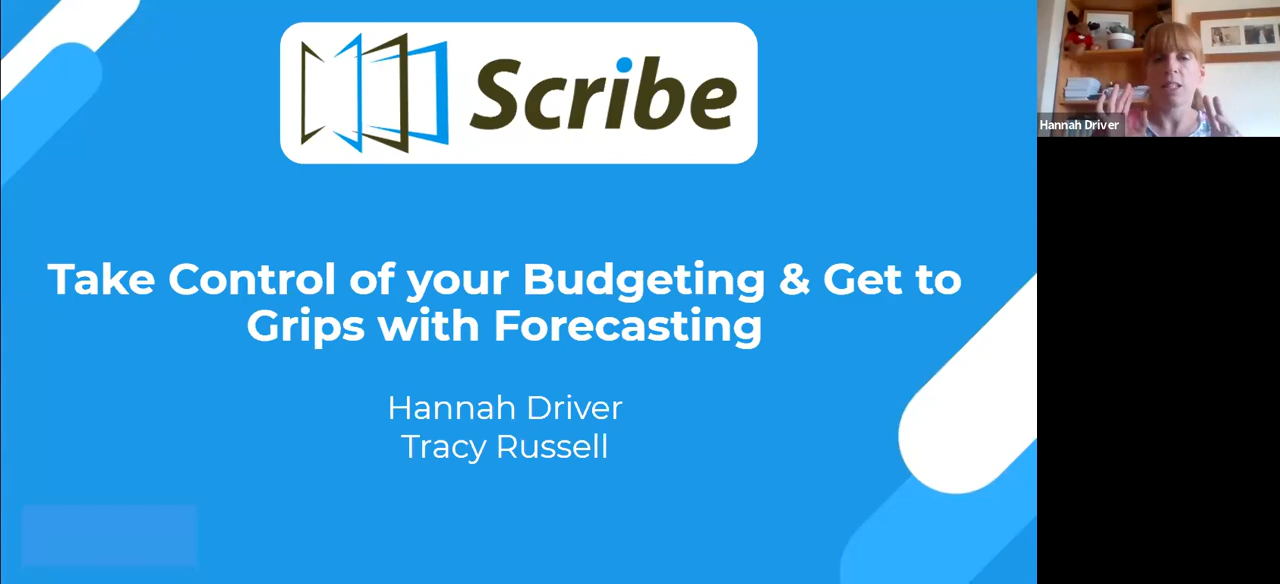 Scribe
Take Control of your Budgeting & Get to
Grips with Forecasting
Hannah Driver
Tracy Russell
Hannah Driver